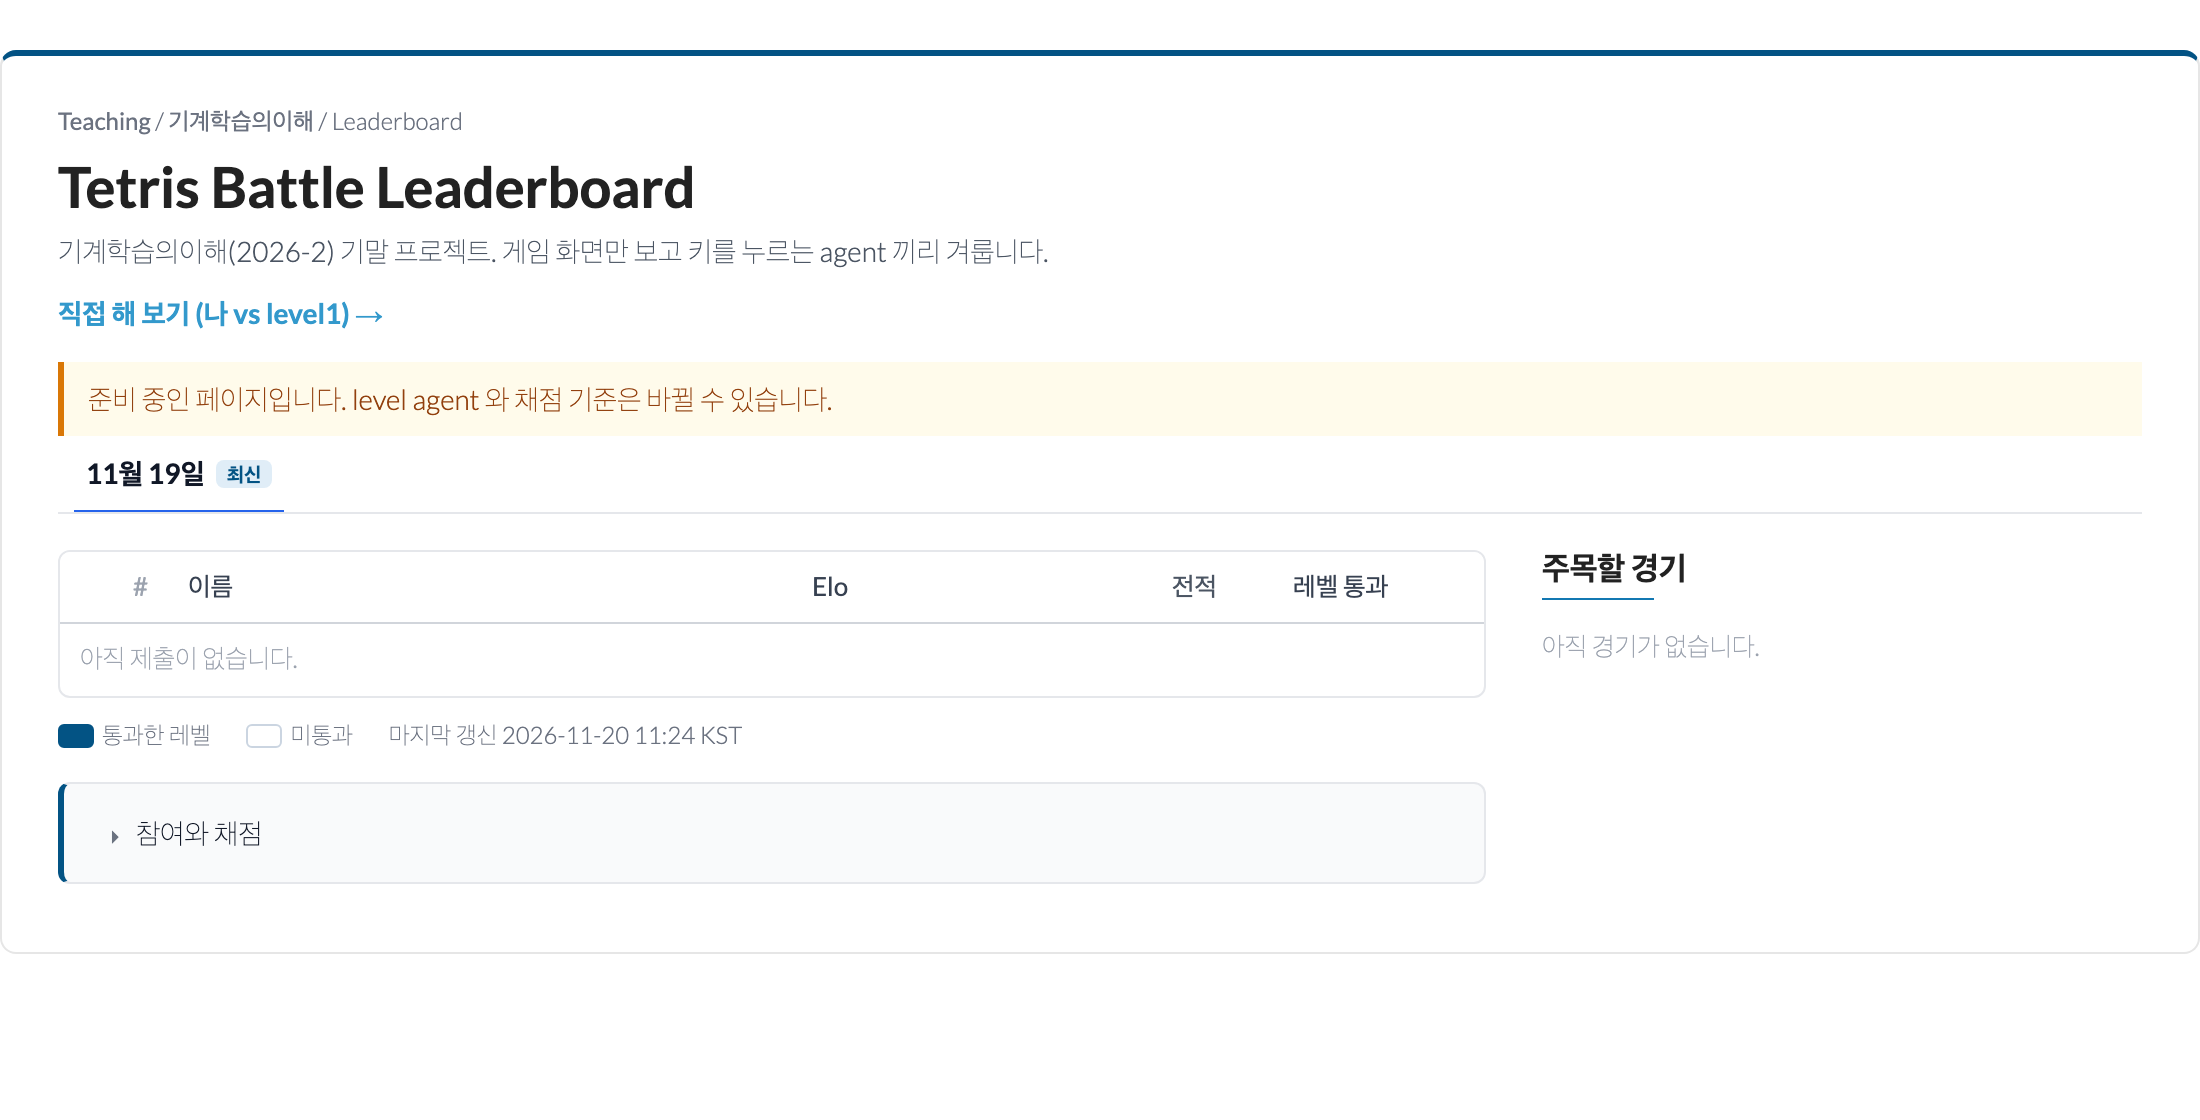 Teaching / 기계학습의이해 / Leaderboard
Tetris Battle Leaderboard
기계학습의이해(2026-2) 기말 프로젝트. 게임 화면만 보고 키를 누르는 agent 끼리 겨룹니다.
직접 해 보기 (나 vs level1) →
준비 중인 페이지입니다. level agent 와 채점 기준은 바뀔 수 있습니다.
11월 19일 최신
# 이름 Elo 전적 레벨 통과
아직 제출이 없습니다.
통과한 레벨 미통과 마지막 갱신 2026-11-20 11:24 KST
참여와 채점
주목할 경기
아직 경기가 없습니다.